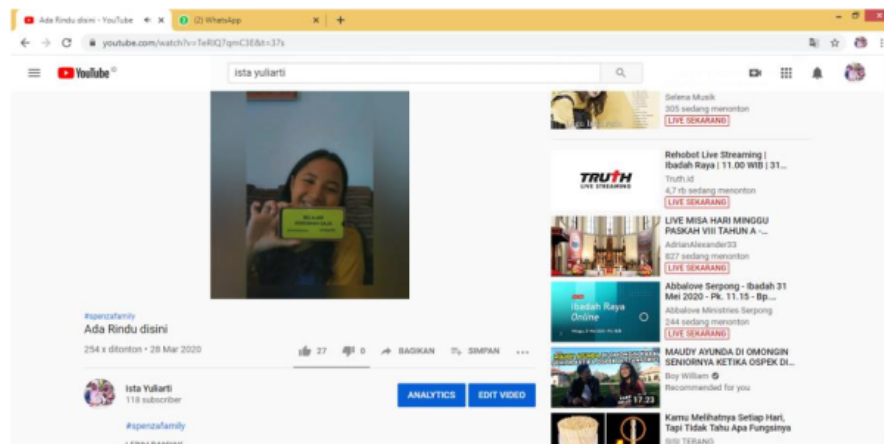 Ada Rindu disini - YouTube
(2) WhatsApp
youtube.com/watch?v=TeRIQ7qmC3E&t=37s
YouTube
ista yuliarti
Selena Musik
305 sedang menonton
LIVE SEKARANG
TRUTH
LIVE STREAMING
Rehobot Live Streaming |
Ibadah Raya | 11.00 WIB | 31...
Truth.id
4,7 rb sedang menonton
LIVE SEKARANG
LIVE MISA HARI MINGGU
PASKAH VIII TAHUN A -...
AdrianAlexander33
827 sedang menonton
LIVE SEKARANG
Ibadah Raya
Online
Abbalove Serpong - Ibadah 31
Mei 2020 - Pk. 11.15 - Bp....
Abbalove Ministries Serpong
244 sedang menonton
LIVE SEKARANG
#spenzafamily
Ada Rindu disini
254 x ditonton • 28 Mar 2020
27
0
BAGIKAN
SIMPAN
MAUDY AYUNDA DI OMONGIN
SENIORNYA KETIKA OSPEK DI...
Boy William
Recommended for you
17:23
Ista Yuliarti
118 subscriber
ANALYTICS
EDIT VIDEO
#spenzafamily
Kamu Melihatnya Setiap Hari,
Tapi Tidak Tahu Apa Fungsinya
SISI TERANG